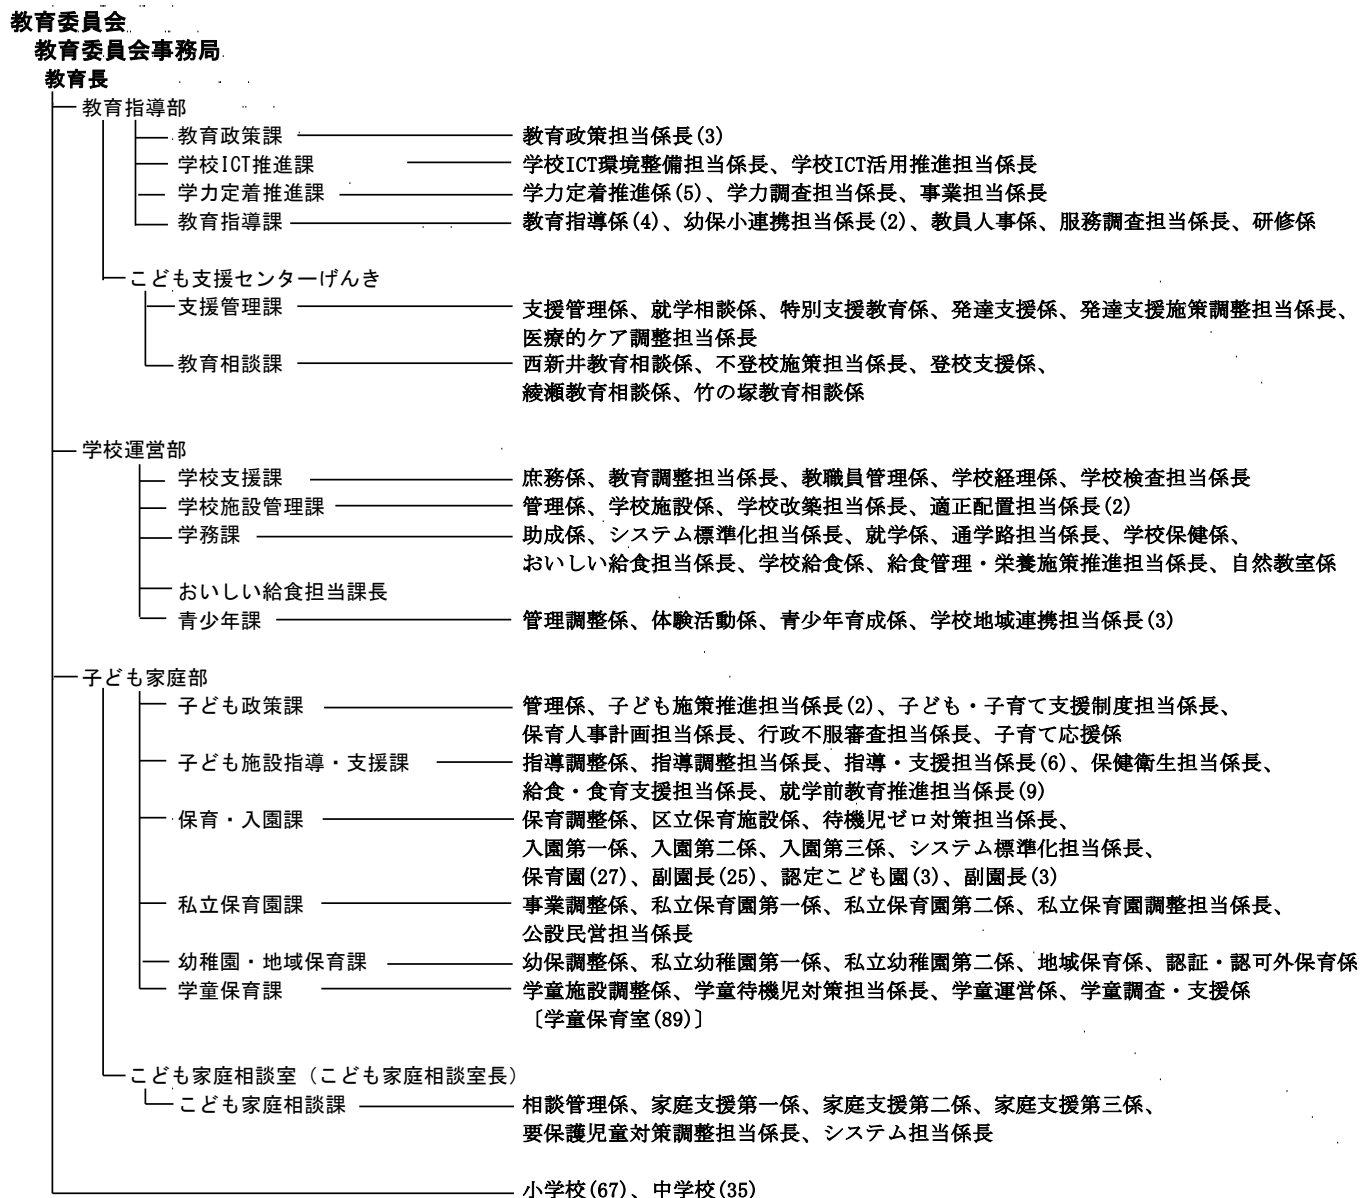 教育委員会
教育委員会事務局
教育長
教育指導部
教育政策課 教育政策担当係長(3)
学校ICT推進課 学校ICT環境整備担当係長、学校ICT活用推進担当係長
学力定着推進課 学力定着推進係(5)、学力調査担当係長、事業担当係長
教育指導課 教育指導係(4)、幼保小連携担当係長(2)、教員人事係、服務調査担当係長、研修係
こども支援センターげんき
支援管理課 支援管理係、就学相談係、特別支援教育係、発達支援係、発達支援施策調整担当係長、
医療的ケア調整担当係長
教育相談課 西新井教育相談係、不登校施策担当係長、登校支援係、
綾瀬教育相談係、竹の塚教育相談係
学校運営部
学校支援課 庶務係、教育調整担当係長、教職員管理係、学校経理係、学校検査担当係長
学校施設管理課 管理係、学校施設係、学校改築担当係長、適正配置担当係長(2)
学務課 助成係、システム標準化担当係長、就学係、通学路担当係長、学校保健係、
おいしい給食担当係長、学校給食係、給食管理・栄養施策推進担当係長、自然教室係
おいしい給食担当課長
青少年課 管理調整係、体験活動係、青少年育成係、学校地域連携担当係長(3)
子ども家庭部
子ども政策課 管理係、子ども施策推進担当係長(2)、子ども・子育て支援制度担当係長、
保育人事計画担当係長、行政不服審査担当係長、子育て応援係
子ども施設指導・支援課 指導調整係、指導調整担当係長、指導・支援担当係長(6)、保健衛生担当係長、
給食・食育支援担当係長、就学前教育推進担当係長(9)
保育・入園課 保育調整係、区立保育施設係、待機児ゼロ対策担当係長、
入園第一係、入園第二係、入園第三係、システム標準化担当係長、
保育園(27)、副園長(25)、認定こども園(3)、副園長(3)
私立保育園課 事業調整係、私立保育園第一係、私立保育園第二係、私立保育園調整担当係長、
公設民営担当係長
幼稚園・地域保育課 幼保調整係、私立幼稚園第一係、私立幼稚園第二係、地域保育係、認証・認可外保育係
学童保育課 学童施設調整係、学童待機児対策担当係長、学童運営係、学童調査・支援係
〔学童保育室(89)〕
こども家庭相談室（こども家庭相談室長）
こども家庭相談課 相談管理係、家庭支援第一係、家庭支援第二係、家庭支援第三係、
要保護児童対策調整担当係長、システム担当係長
小学校(67)、中学校(35)